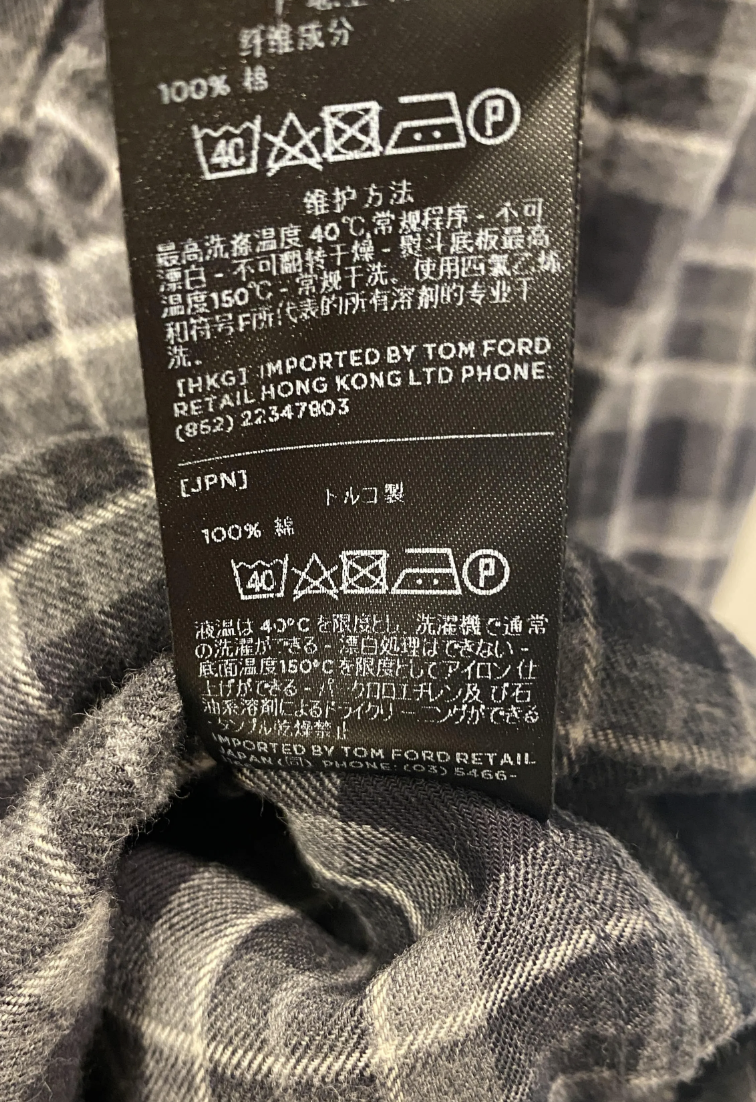 纤维成分
100% 棉
40 P
维护方法
最高洗涤温度 40°C,常规程序 - 不可
漂白 - 不可翻转干燥 - 熨斗底板最高
温度150°C - 常规干洗。使用四氯乙烯
和符号F所代表的所有溶剂的专业干
洗。
[HKG] IMPORTED BY TOM FORD
RETAIL HONG KONG LTD PHONE:
(852) 22347803
[JPN]
トルコ製
100% 綿
40 P
液温は 40°C を限度とし、洗濯機で通常
の洗濯ができる - 漂白処理はできない -
底面温度150°Cを限度としてアイロン仕
上げができる - パークロロエチレン及び石
油系溶剤によるドライクリーニングができる
- タンブル乾燥禁止
IMPORTED BY TOM FORD RETAIL
JAPAN (同) PHONE: (03) 5466-